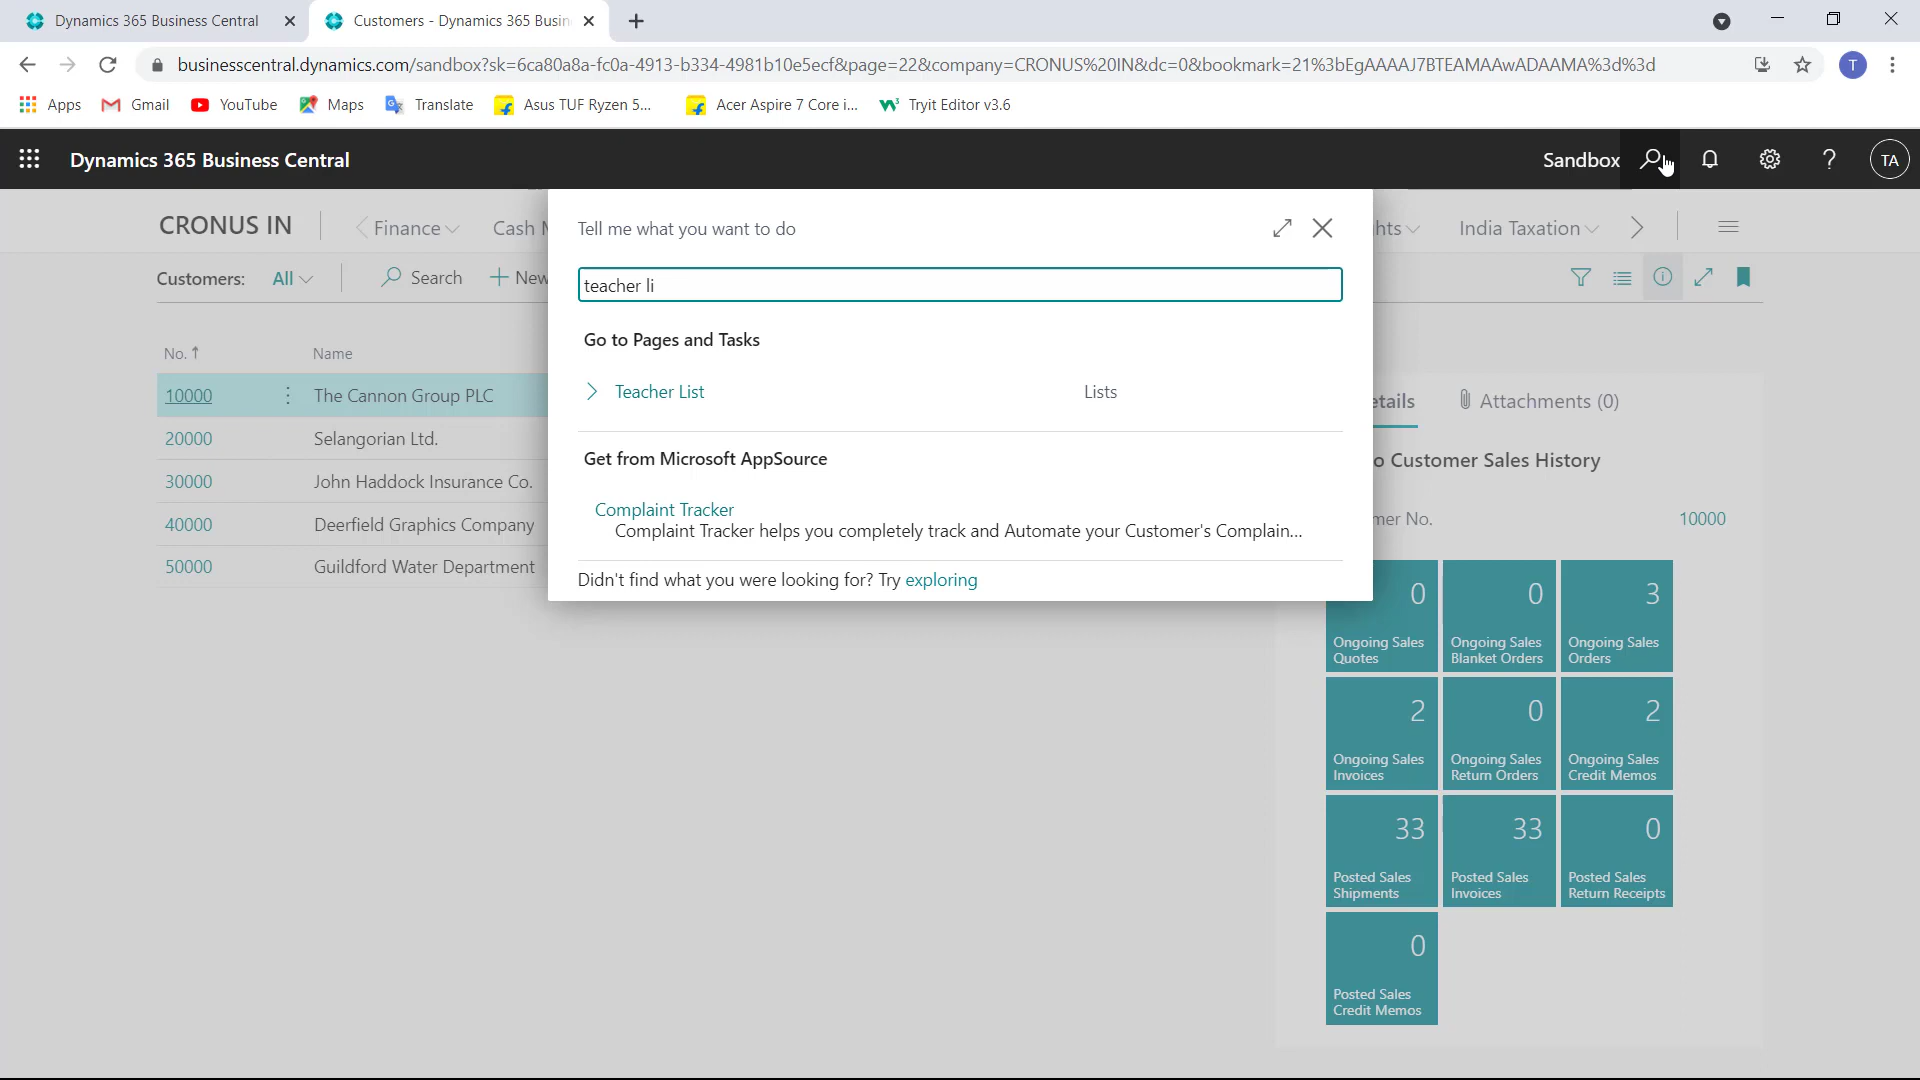 Dynamics 365 Business Central
Customers - Dynamics 365 Busin
businesscentral.dynamics.com/sandbox?sk=6ca80a8a-fc0a-4913-b334-4981b10e5ecf&page=22&company=CRONUS%20IN&dc=0&bookmark=21%3bEgAAAAJ7BTEAMAAwADAAMA%3d%3d
T
Apps
Gmail
YouTube
Maps
Translate
Asus TUF Ryzen 5...
Acer Aspire 7 Core i...
Tryit Editor v3.6
Dynamics 365 Business Central
Sandbox
TA
CRONUS IN
Finance
Cash M
hts
India Taxation
Customers:
All
Search
New
No.
Name
10000
The Cannon Group PLC
20000
Selangorian Ltd.
30000
John Haddock Insurance Co.
40000
Deerfield Graphics Company
50000
Guildford Water Department
Tell me what you want to do
teacher li
Go to Pages and Tasks
Teacher List
Lists
Get from Microsoft AppSource
Complaint Tracker
Complaint Tracker helps you completely track and Automate your Customer's Complain...
Didn't find what you were looking for? Try exploring
etails
Attachments (0)
o Customer Sales History
mer No.
10000
0
Ongoing Sales
Quotes
0
Ongoing Sales
Blanket Orders
3
Ongoing Sales
Orders
2
Ongoing Sales
Invoices
0
Ongoing Sales
Return Orders
2
Ongoing Sales
Credit Memos
33
Posted Sales
Shipments
33
Posted Sales
Invoices
0
Posted Sales
Return Receipts
0
Posted Sales
Credit Memos